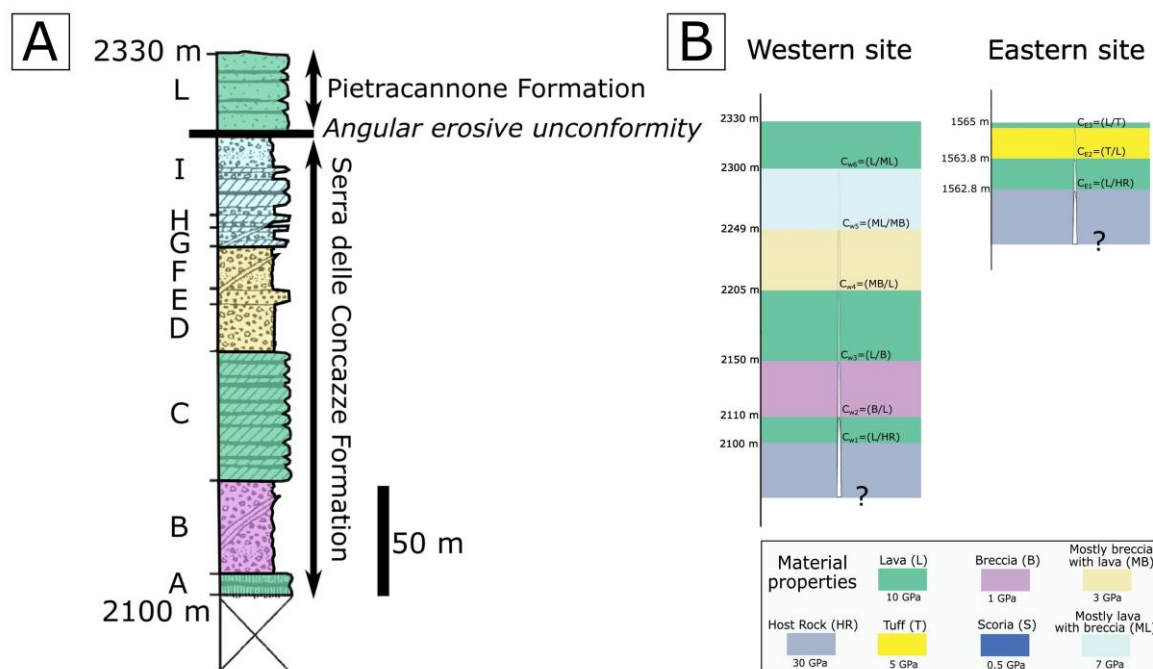 A
2330 m
L
Pietracannone Formation
Angular erosive unconformity
I
H
G
F
E
D
C
B
A
Serra delle Concazze Formation
50 m
2100 m
B
Western site
Eastern site
2330 m
2300 m
2249 m
2205 m
2150 m
2110 m
2100 m
Cw6=(L/ML)
Cw5=(ML/MB)
Cw4=(MB/L)
Cw3=(L/B)
Cw2=(B/L)
Cw1=(L/HR)
?
1565 m
1563.8 m
1562.8 m
CE3=(L/T)
CE2=(T/L)
CE1=(L/HR)
?
Material
properties
Lava (L)
10 GPa
Breccia (B)
1 GPa
Mostly breccia
with lava (MB)
3 GPa
Host Rock (HR)
30 GPa
Tuff (T)
5 GPa
Scoria (S)
0.5 GPa
Mostly lava
with breccia (ML)
7 GPa